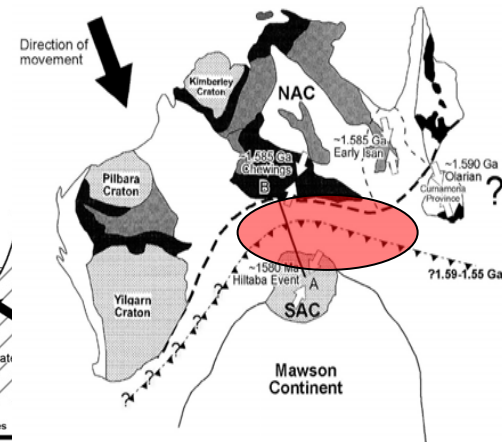 Direction of
movement
Kimberley
Craton
NAC
~1.585 Ga
Chewings
B
~1.585 Ga
Early Isan
~1.590 Ga
Olarian
Curnamona
Province
?
Pilbara
Craton
Yilgarn
Craton
~1580 Ma
Hiltaba Event
A
SAC
?1.59-1.55 Ga
? ? ? ? ?
Mawson
Continent